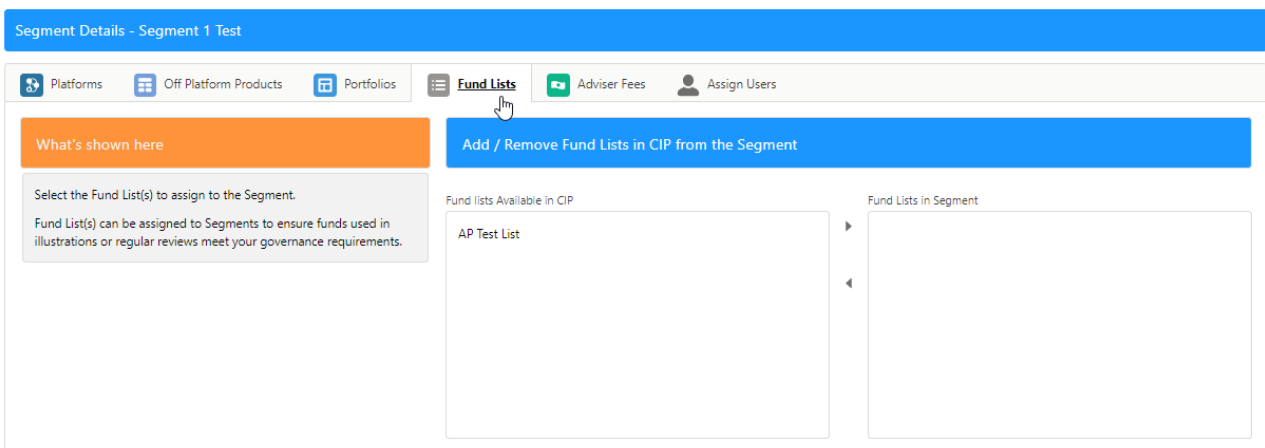 Segment Details - Segment 1 Test
Platforms
Off Platform Products
Portfolios
Fund Lists
Adviser Fees
Assign Users
What's shown here
Add / Remove Fund Lists in CIP from the Segment
Select the Fund List(s) to assign to the Segment.
Fund List(s) can be assigned to Segments to ensure funds used in
illustrations or regular reviews meet your governance requirements.
Fund lists Available in CIP
Fund Lists in Segment
AP Test List